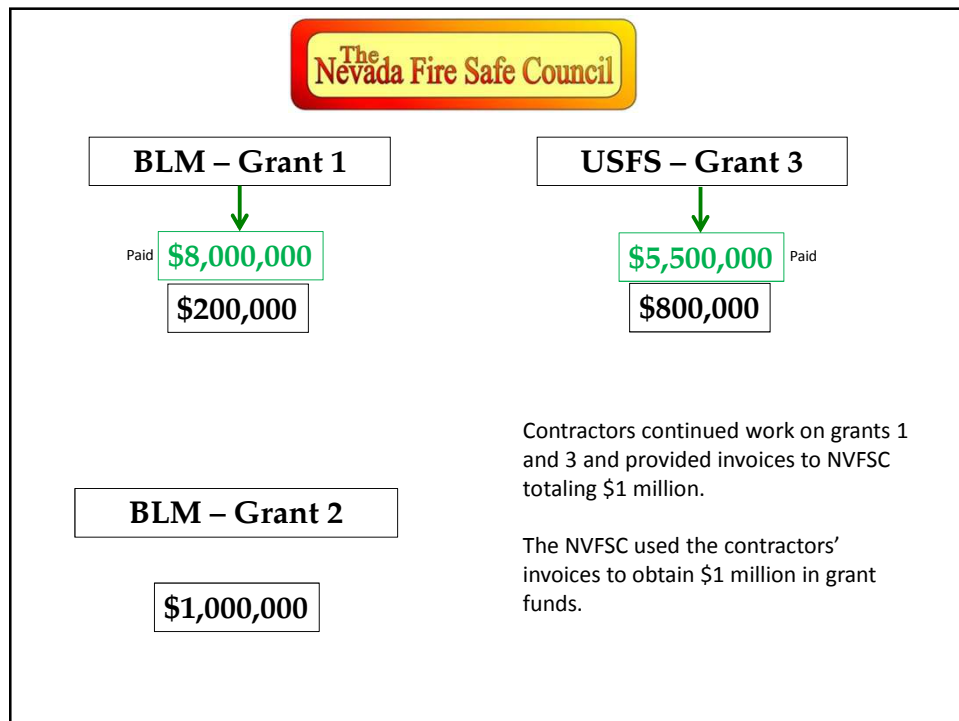 The
Nevada Fire Safe Council
BLM – Grant 1
Paid $8,000,000
$200,000
USFS – Grant 3
$5,500,000 Paid
$800,000
BLM – Grant 2
$1,000,000
Contractors continued work on grants 1
and 3 and provided invoices to NVFSC
totaling $1 million.
The NVFSC used the contractors’
invoices to obtain $1 million in grant
funds.